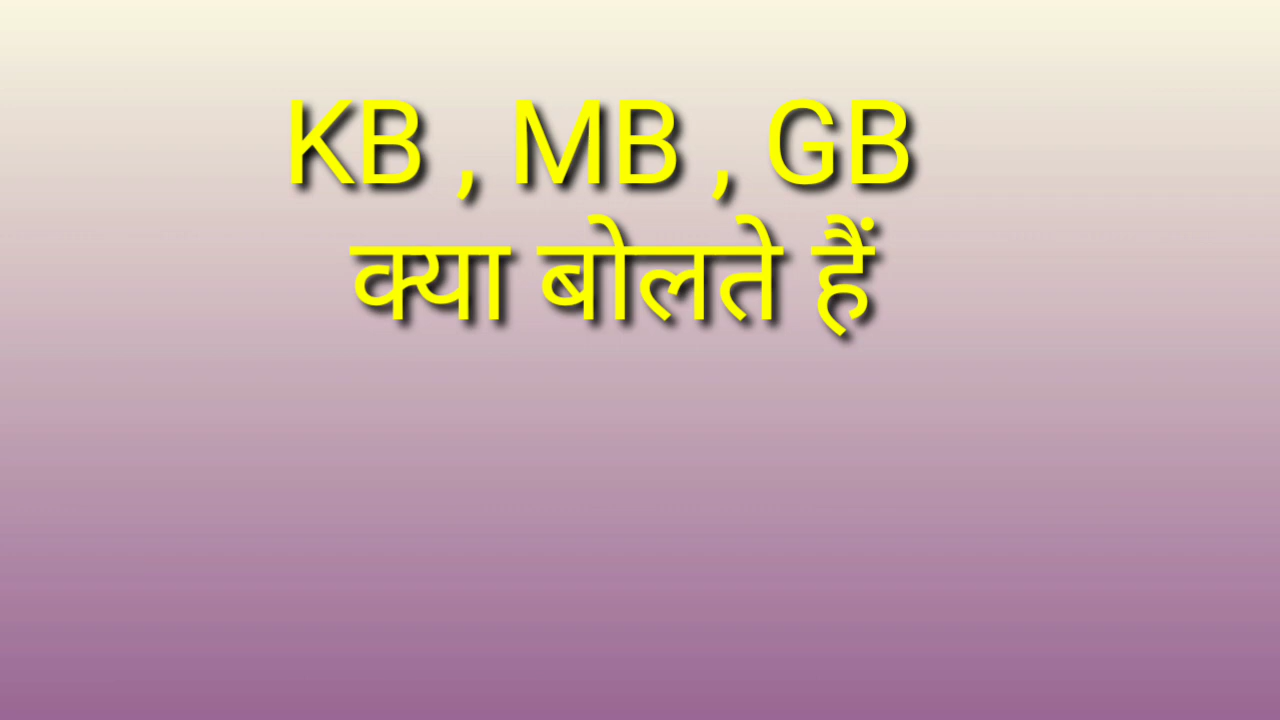 KB , MB , GB
क्या बोलते हैं